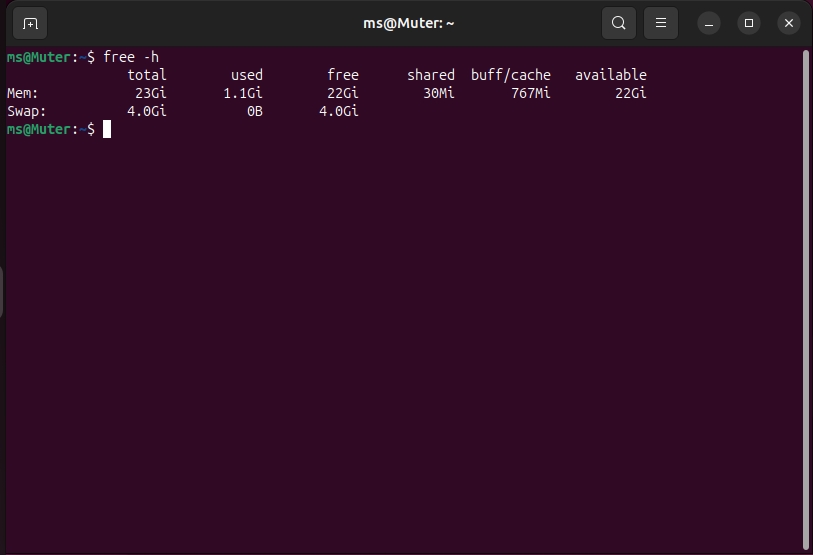 ms@Muter: ~
ms@Muter:~$ free -h
               total        used        free      shared  buff/cache   available
Mem:            23Gi       1.1Gi        22Gi        30Mi       767Mi        22Gi
Swap:          4.0Gi          0B       4.0Gi
ms@Muter:~$